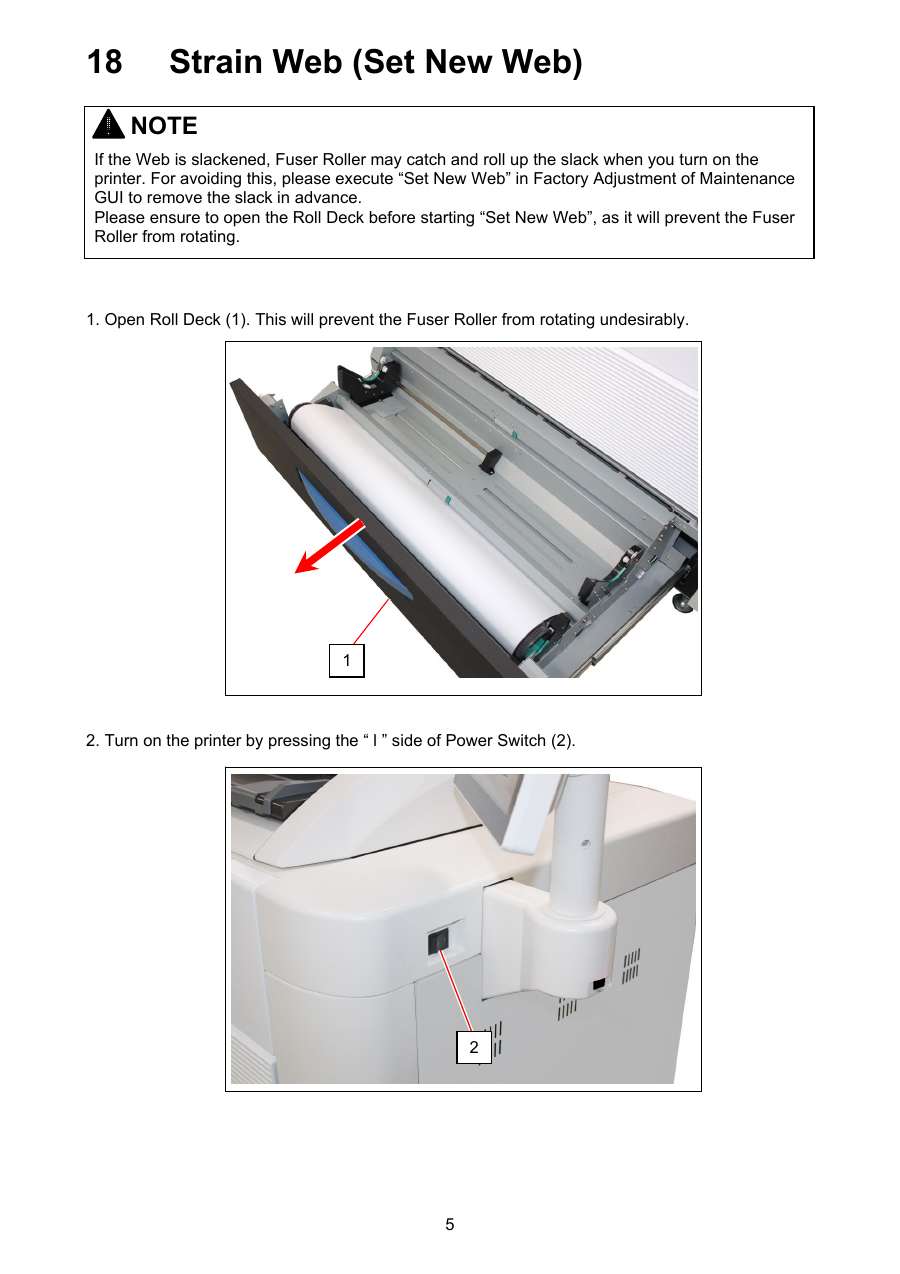 18 Strain Web (Set New Web)
NOTE
If the Web is slackened, Fuser Roller may catch and roll up the slack when you turn on the
printer. For avoiding this, please execute “Set New Web” in Factory Adjustment of Maintenance
GUI to remove the slack in advance.
Please ensure to open the Roll Deck before starting “Set New Web”, as it will prevent the Fuser
Roller from rotating.
1. Open Roll Deck (1). This will prevent the Fuser Roller from rotating undesirably.
1
2. Turn on the printer by pressing the “ l ” side of Power Switch (2).
2
5